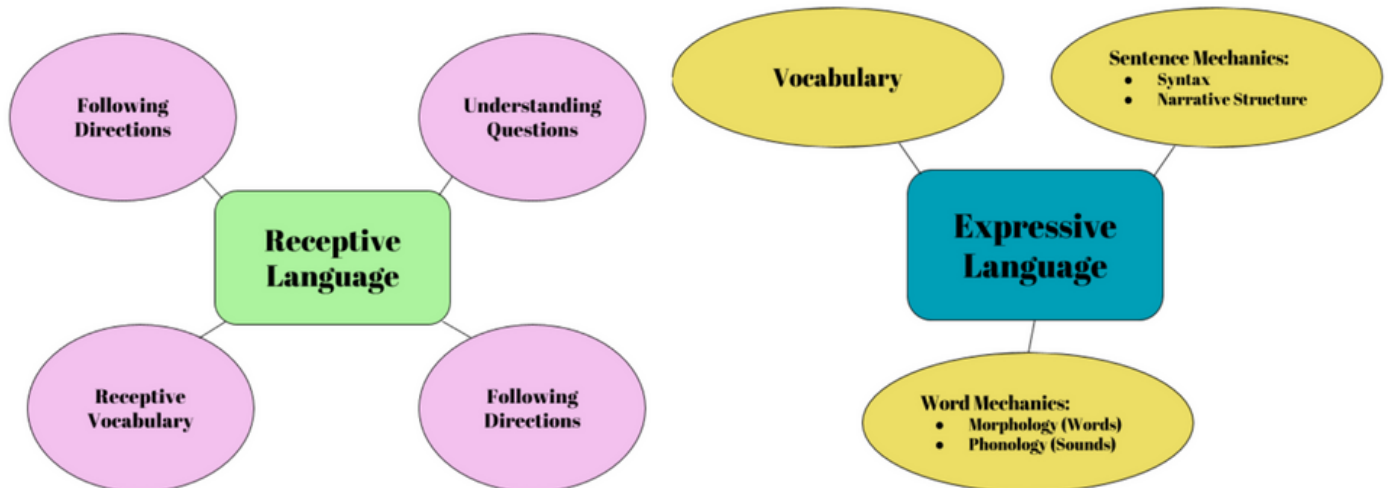 Following
Directions
Understanding
Questions
Receptive
Language
Receptive
Vocabulary
Following
Directions
Vocabulary
Sentence Mechanics:
● Syntax
● Narrative Structure
Expressive
Language
Word Mechanics:
● Morphology (Words)
● Phonology (Sounds)